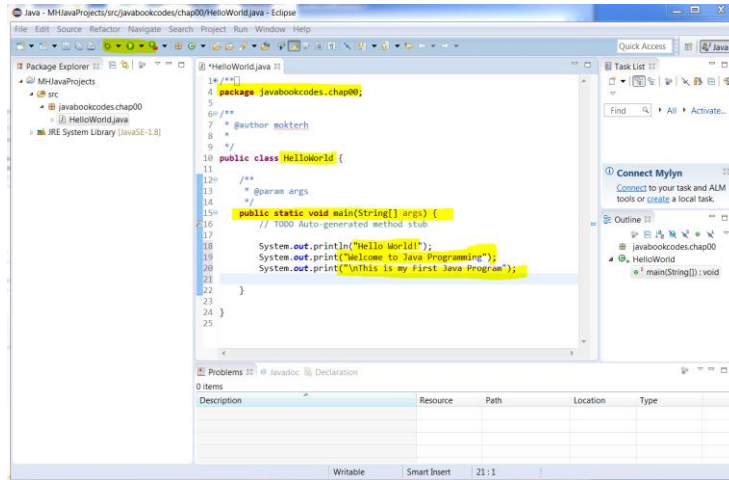 Java - MHJavaProjects/src/javabookcodes/chap00/HelloWorld.java - Eclipse
File Edit Source Refactor Navigate Search Project Run Window Help
Quick Access
Java
Package Explorer
MHJavaProjects
src
javabookcodes.chap00
HelloWorld.java
JRE System Library [JavaSE-1.8]
*HelloWorld.java
1 /**
4 package javabookcodes.chap00;
5
6 /**
7 * @author mokterh
8 *
9 */
10 public class HelloWorld {
11
12 /**
13 * @param args
14 */
15 public static void main(String[] args) {
16 // TODO Auto-generated method stub
17
18 System.out.println("Hello World!");
19 System.out.print("Welcome to Java Programming");
20 System.out.print("\nThis is my First Java Program");
21
22 }
23
24 }
25
Task List
Find All Activate...
Connect Mylyn
Connect to your task and ALM
tools or create a local task.
Outline
javabookcodes.chap00
HelloWorld
main(String[]) : void
Problems Javadoc Declaration
0 items
Description Resource Path Location Type
Writable Smart Insert 21 : 1